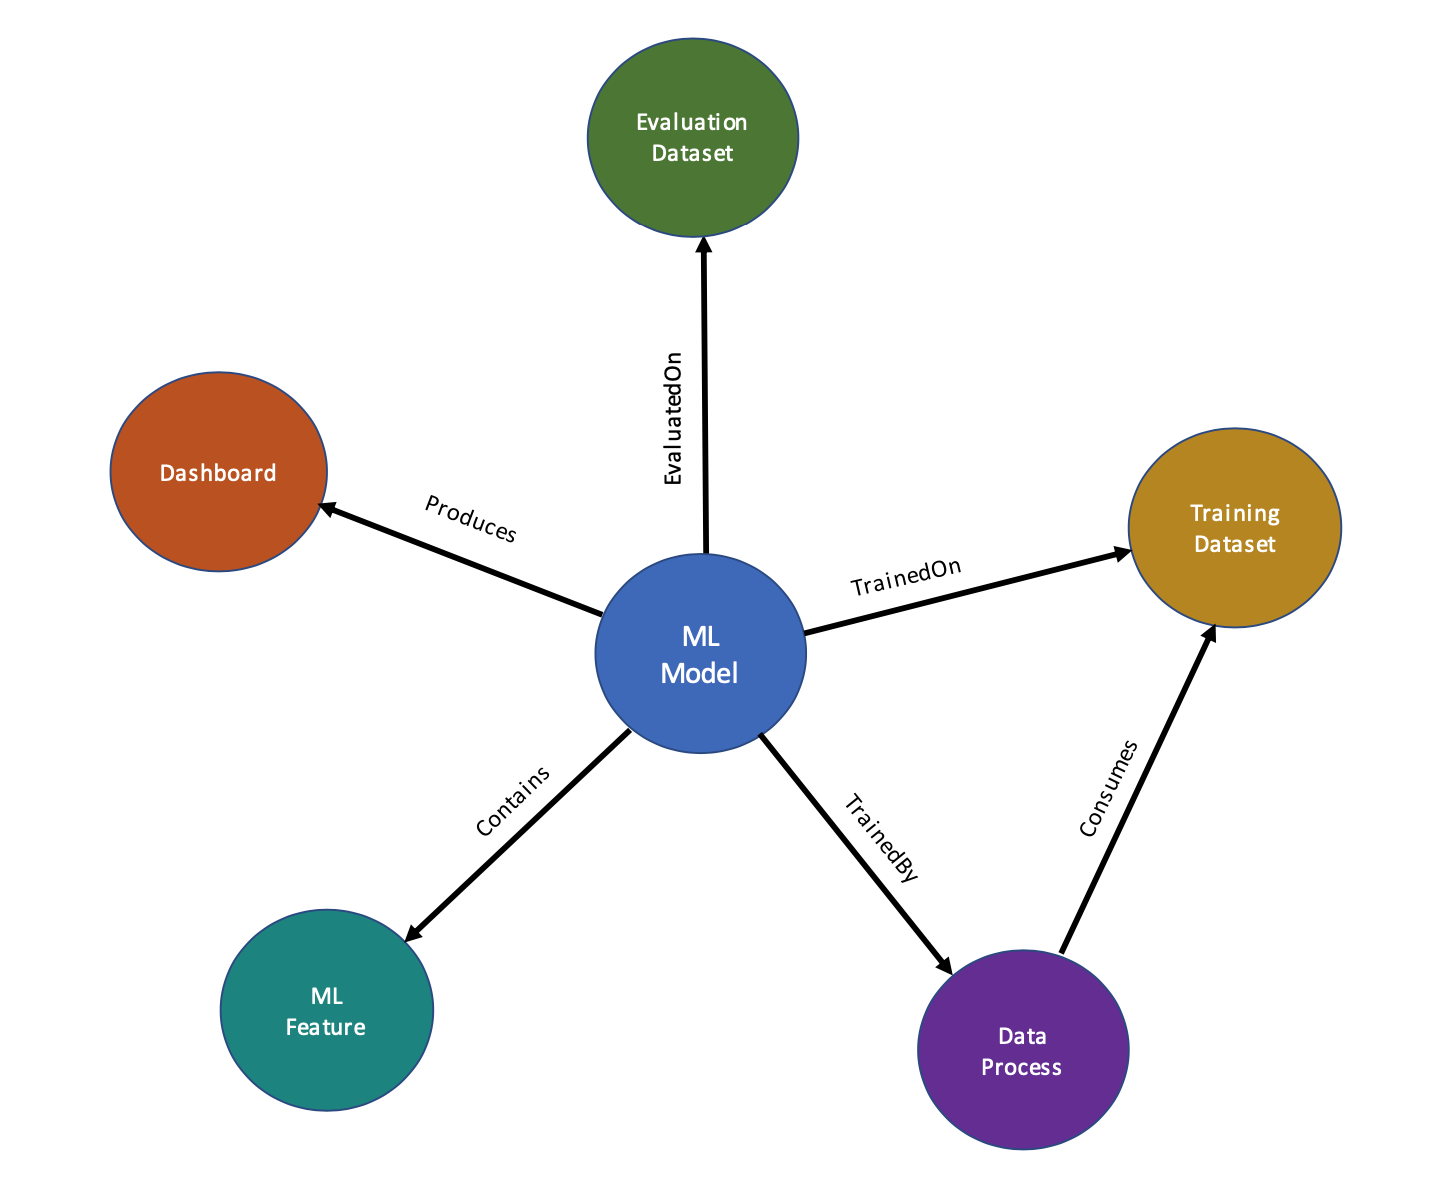 Evaluation
Dataset
EvaluatedOn
Dashboard
Produces
Training
Dataset
TrainedOn
ML
Model
Contains
TrainedBy
Consumes
ML
Feature
Data
Process